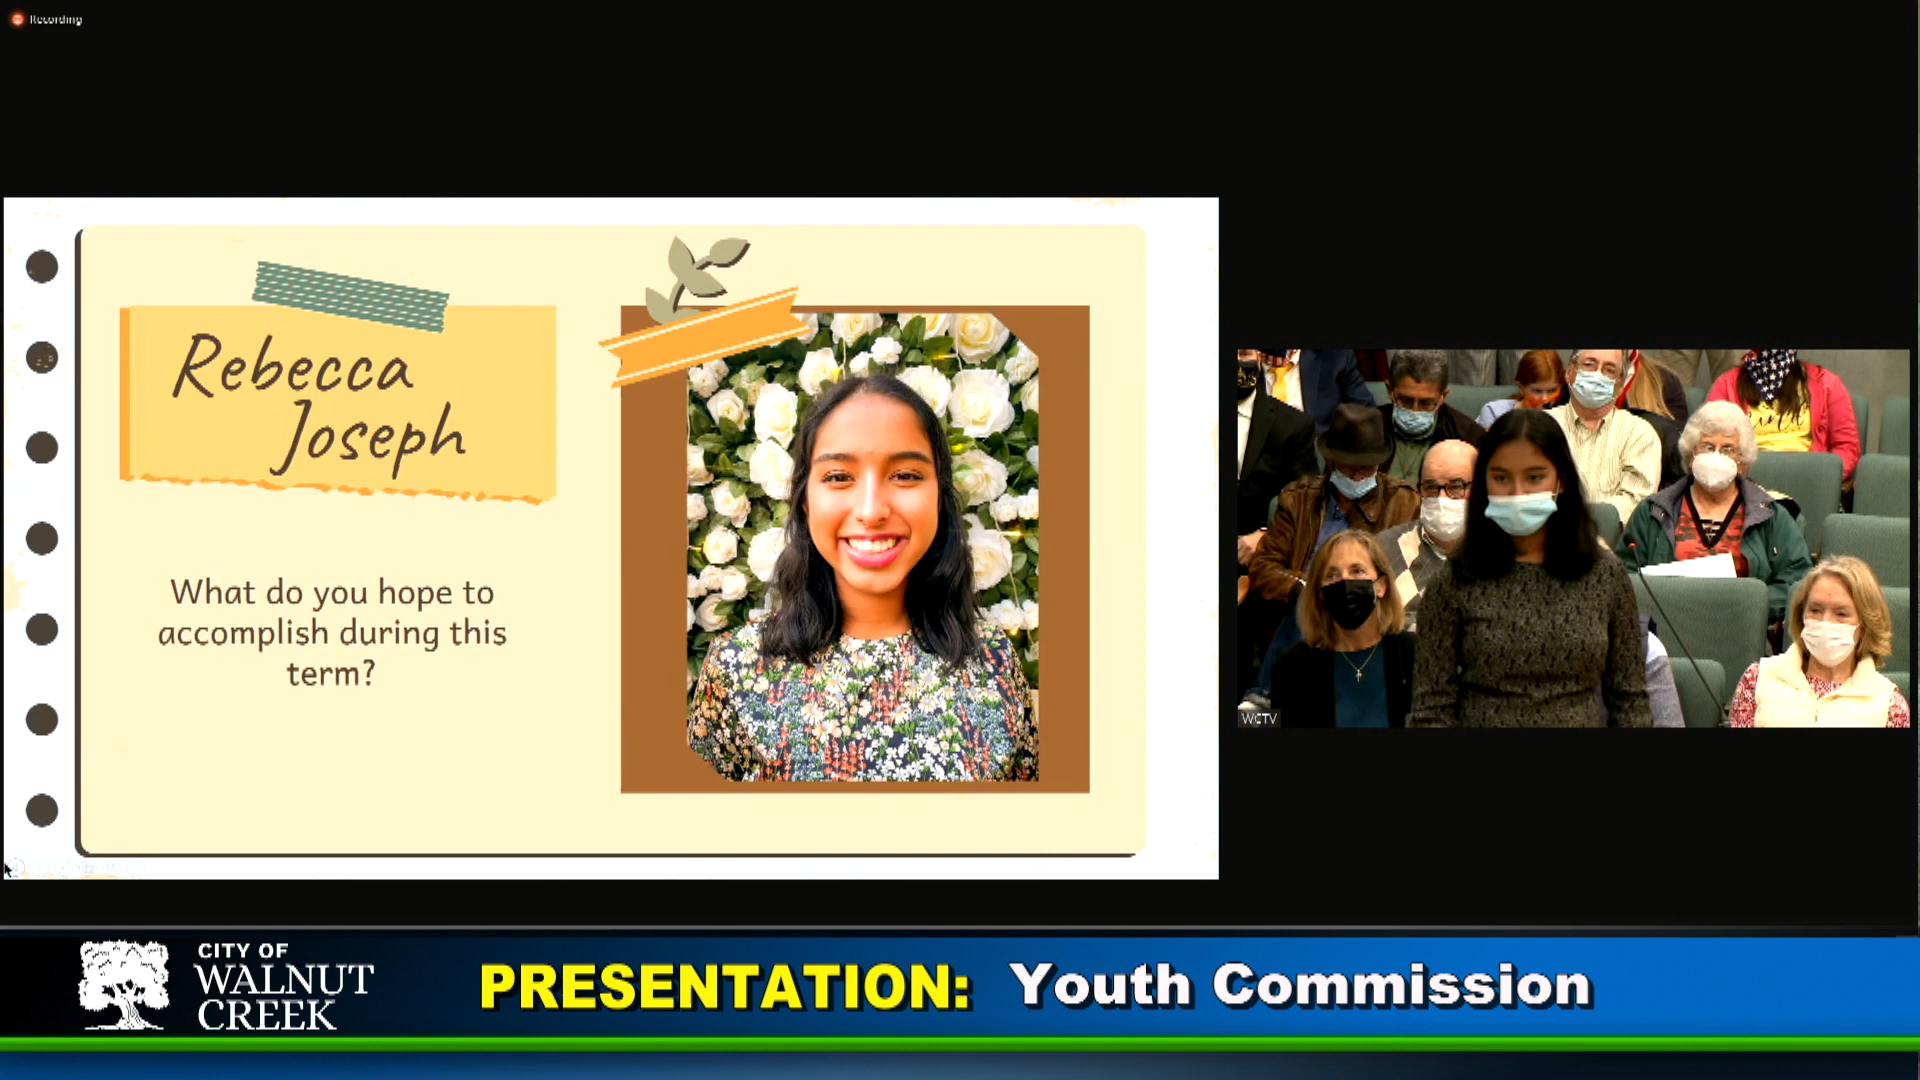 Recording
Rebecca
Joseph
What do you hope to
accomplish during this
term?
WCTV
CITY OF
WALNUT
CREEK
PRESENTATION: Youth Commission